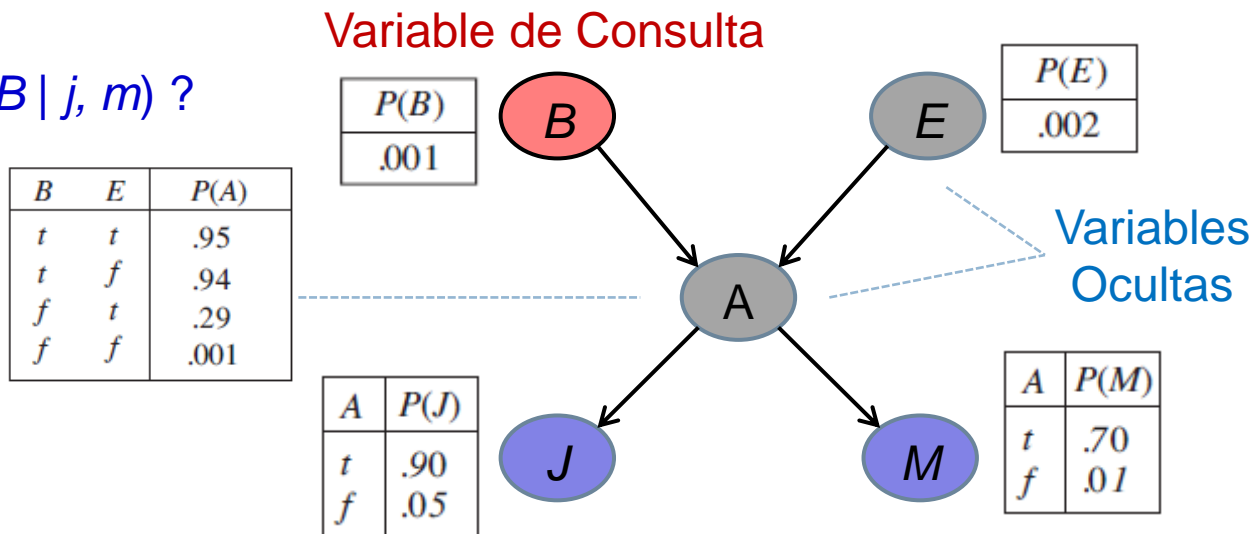 Variable de Consulta
B | j, m) ?
P(B)
.001
B
E
P(E)
.002
B E P(A)
t t .95
t f .94
f t .29
f f .001
Variables
Ocultas
A
A P(J)
t .90
f .05
J
M
A P(M)
t .70
f .01